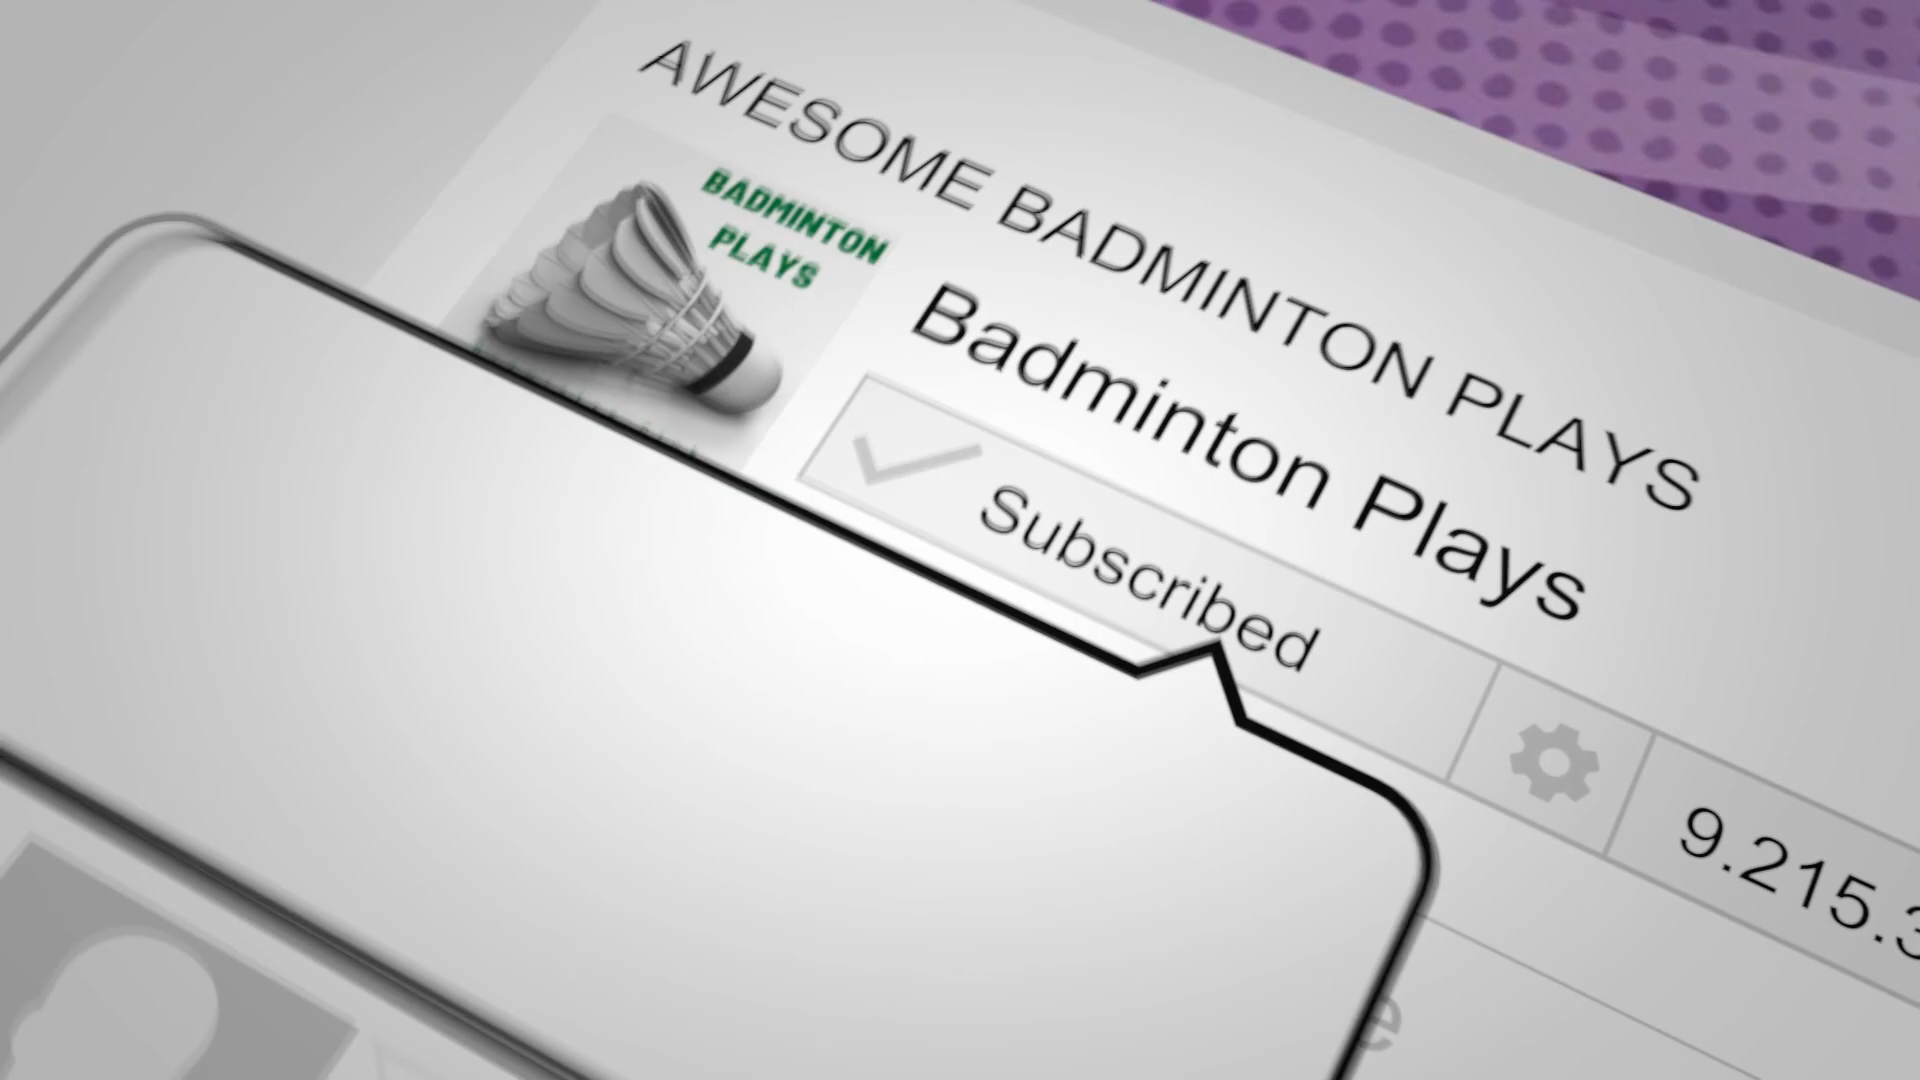 AWESOME BADMINTON PLAYS
BADMINTON
PLAYS
Badminton Plays
Subscribed
9.215.3
e